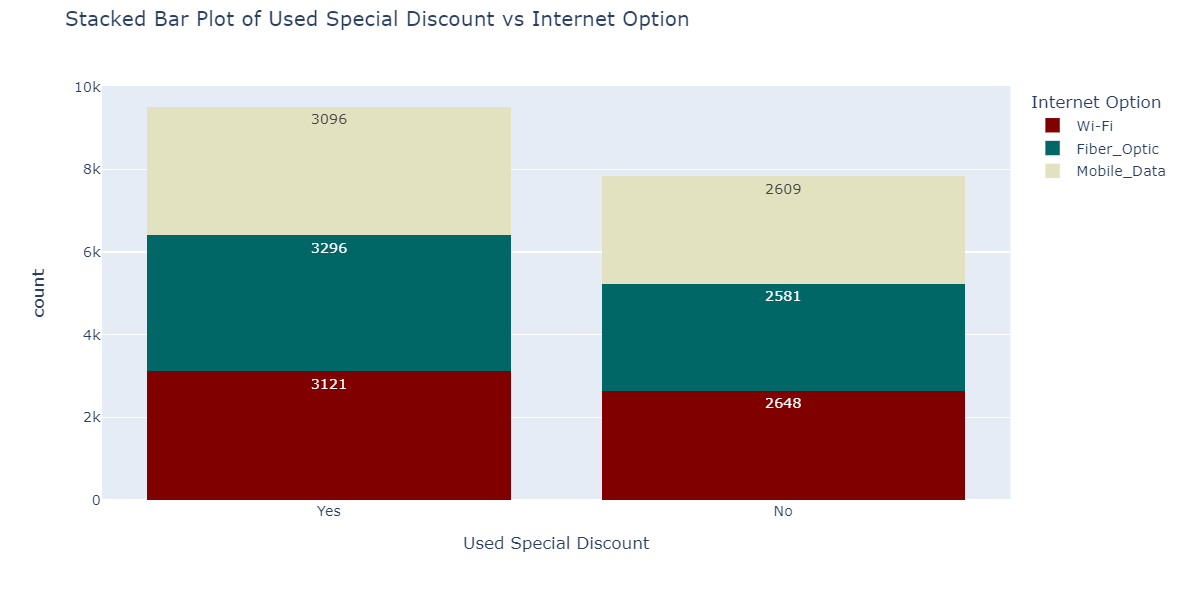 Stacked Bar Plot of Used Special Discount vs Internet Option
10k
8k
6k
4k
2k
0
count
3096
3296
3121
2609
2581
2648
Yes
No
Used Special Discount
Internet Option
Wi-Fi
Fiber_Optic
Mobile_Data